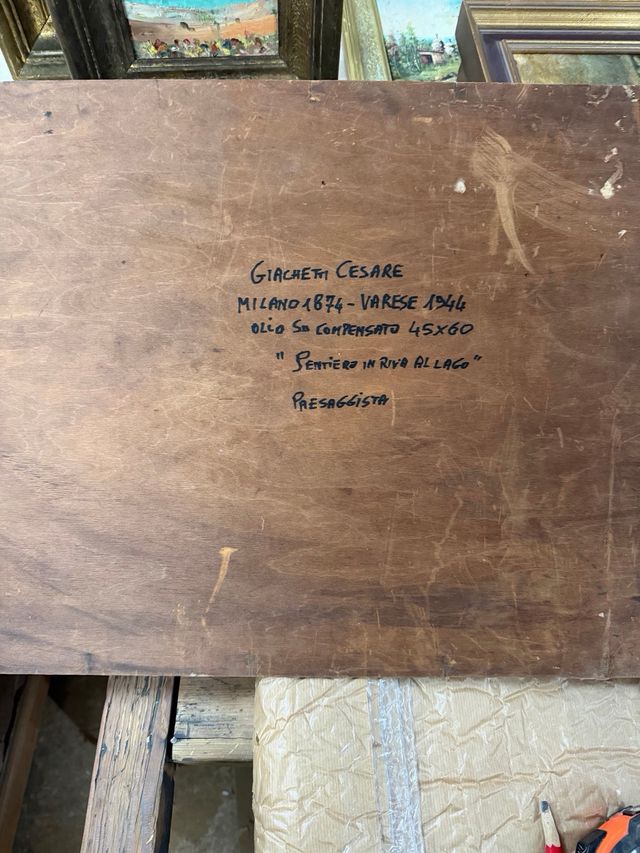 GIACHETTI CESARE
MILANO 1874 - VARESE 1944
OLIO SU COMPENSATO 45X60
"SENTIERO IN RIVA AL LAGO"
PAESAGGISTA